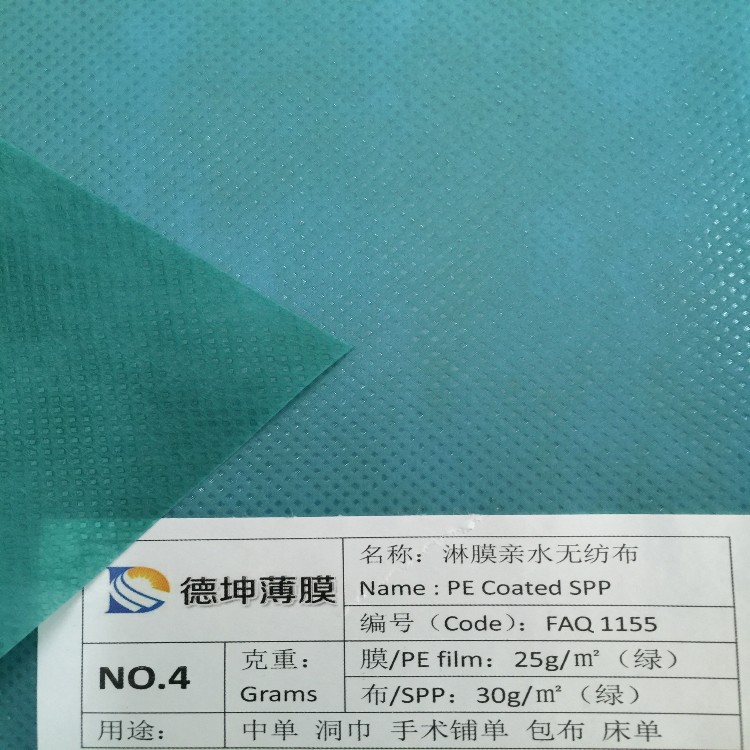 德坤薄膜
名称：淋膜亲水无纺布
Name : PE Coated SPP
编号（Code）：FAQ 1155
NO.4
克重：
Grams
膜/PE film：25g/㎡（绿）
布/SPP：30g/㎡（绿）
用途：
中单 洞巾 手术铺单 包布 床单